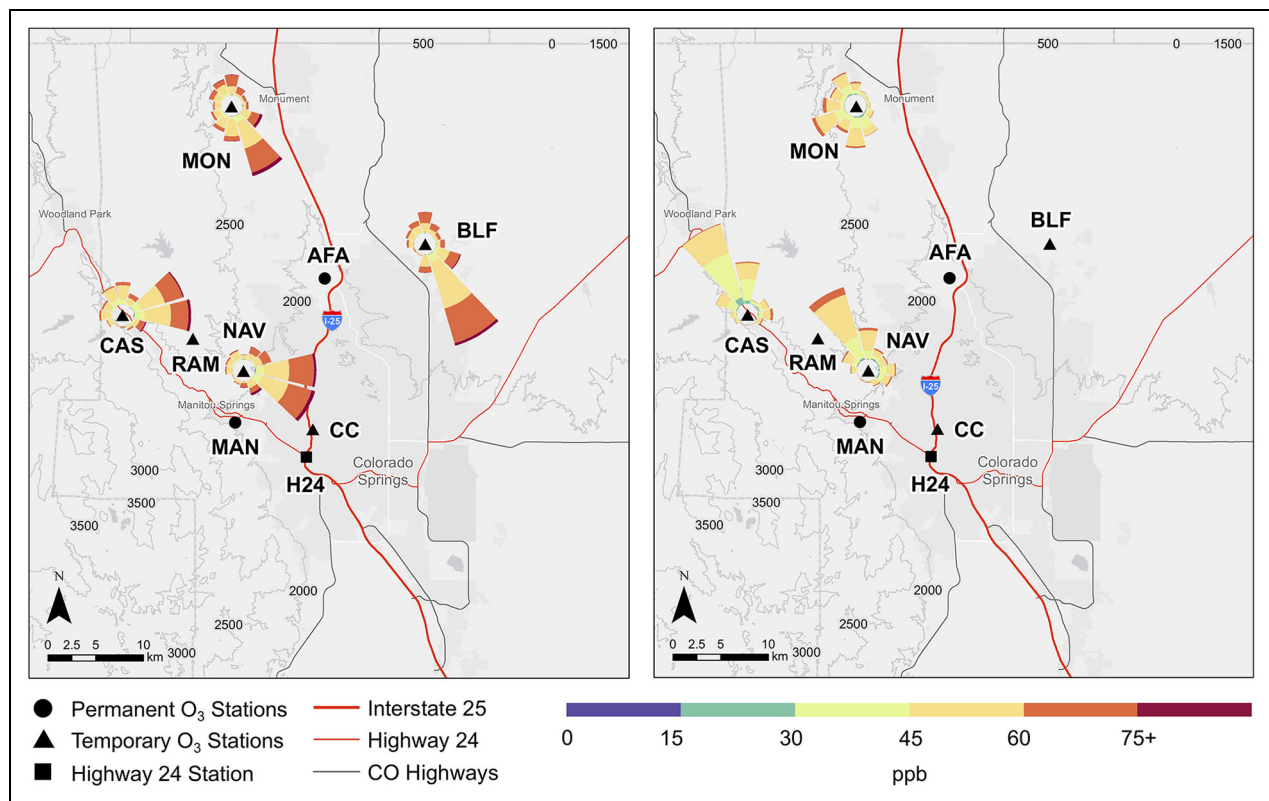 500 0 1500
Monument
MON
Woodland Park
2500
BLF
AFA
2000
I-25
NAV
CAS
RAM
Manitou Springs
MAN
CC
H24
Colorado
Springs
3000
3500
3500
N
2000
2500
0 2.5 5 10
km
3000
500 0 1500
Monument
MON
Woodland Park
2500
BLF
AFA
2000
NAV
CAS
RAM
I-25
Manitou Springs
MAN
CC
H24
Colorado
Springs
3000
3500
3500
N
2000
2500
0 2.5 5 10
km
3000
Permanent O3 Stations
Temporary O3 Stations
Highway 24 Station
Interstate 25
Highway 24
CO Highways
0 15 30 45 60 75+
ppb